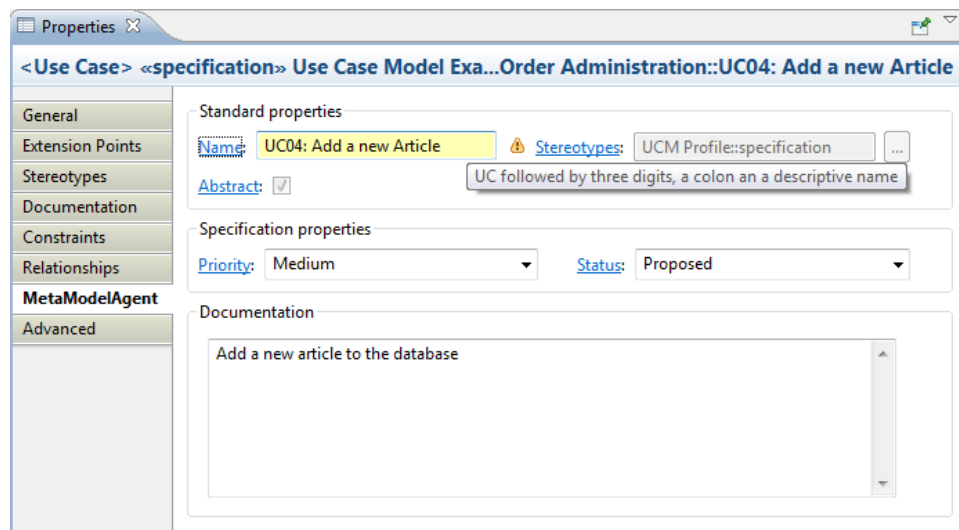 Properties
<Use Case> «specification» Use Case Model Exa...Order Administration::UC04: Add a new Article
General
Extension Points
Stereotypes
Documentation
Constraints
Relationships
MetaModelAgent
Advanced
Standard properties
Name: UC04: Add a new Article Stereotypes: UCM Profile::specification ...
Abstract:
UC followed by three digits, a colon an a descriptive name
Specification properties
Priority: Medium Status: Proposed
Documentation
Add a new article to the database